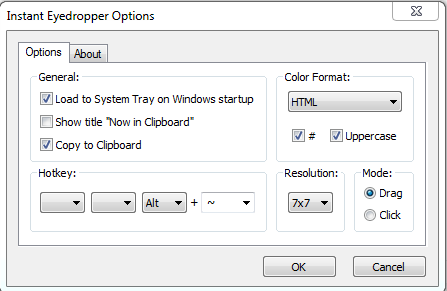 Instant Eyedropper Options
Options
About
General:
Load to System Tray on Windows startup
Show title "Now in Clipboard"
Copy to Clipboard
Color Format:
HTML
#
Uppercase
Hotkey:
Alt + ~
Resolution:
7x7
Mode:
Drag
Click
OK
Cancel